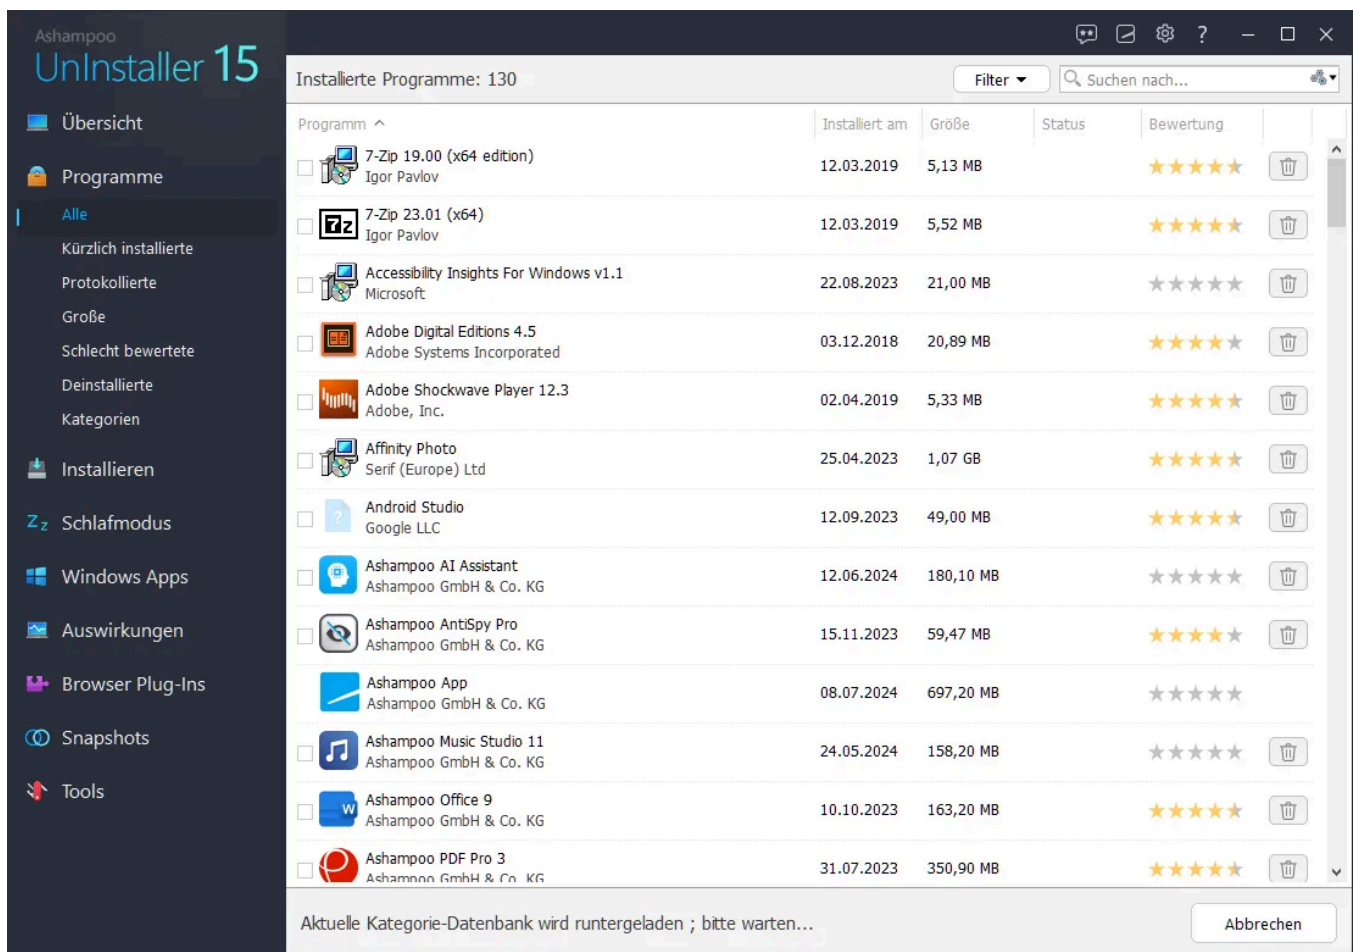 Ashampoo
UnInstaller 15
Übersicht
Programme
Alle
Kürzlich installierte
Protokollierte
Große
Schlecht bewertete
Deinstallierte
Kategorien
Installieren
Zz Schlafmodus
Windows Apps
Auswirkungen
Browser Plug-Ins
Snapshots
Tools
?
Installierte Programme: 130
Filter
Suchen nach...
Programm Installiert am Größe Status Bewertung
7-Zip 19.00 (x64 edition)
Igor Pavlov
12.03.2019 5,13 MB
7z
7-Zip 23.01 (x64)
Igor Pavlov
12.03.2019 5,52 MB
Accessibility Insights For Windows v1.1
Microsoft
22.08.2023 21,00 MB
Adobe Digital Editions 4.5
Adobe Systems Incorporated
03.12.2018 20,89 MB
Adobe Shockwave Player 12.3
Adobe, Inc.
02.04.2019 5,33 MB
Affinity Photo
Serif (Europe) Ltd
25.04.2023 1,07 GB
?
Android Studio
Google LLC
12.09.2023 49,00 MB
Ashampoo AI Assistant
Ashampoo GmbH & Co. KG
12.06.2024 180,10 MB
Ashampoo AntiSpy Pro
Ashampoo GmbH & Co. KG
15.11.2023 59,47 MB
Ashampoo App
Ashampoo GmbH & Co. KG
08.07.2024 697,20 MB
Ashampoo Music Studio 11
Ashampoo GmbH & Co. KG
24.05.2024 158,20 MB
W
Ashampoo Office 9
Ashampoo GmbH & Co. KG
10.10.2023 163,20 MB
Ashampoo PDF Pro 3
Ashampoo GmbH & Co. KG
31.07.2023 350,90 MB
Aktuelle Kategorie-Datenbank wird runtergeladen ; bitte warten...
Abbrechen